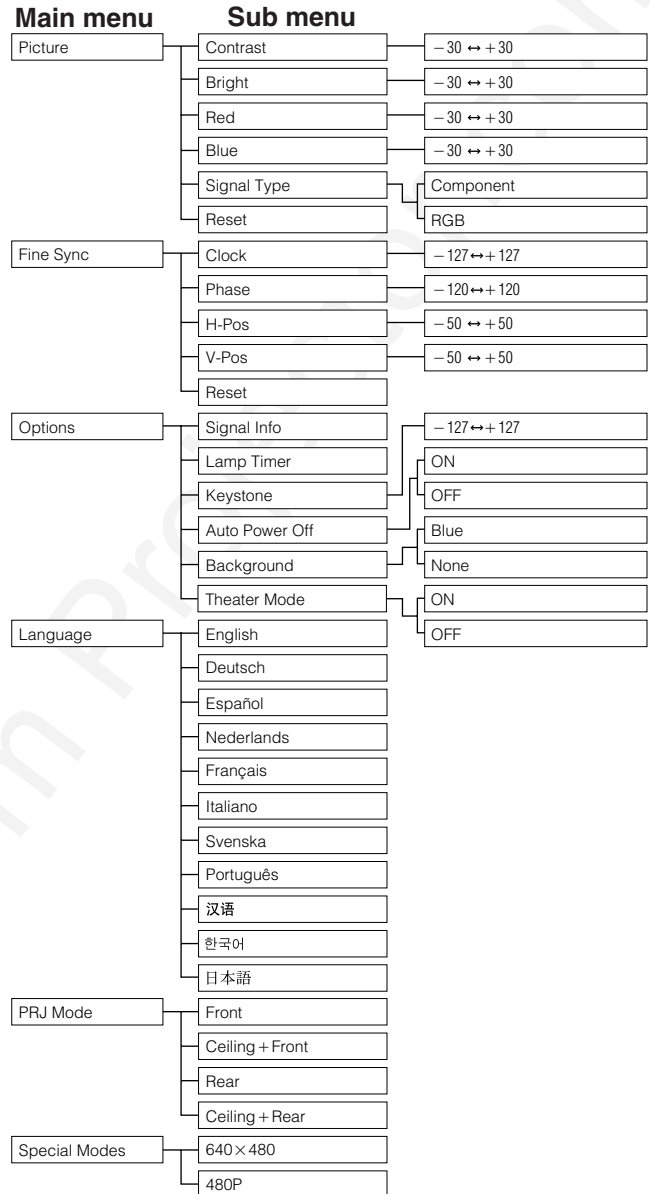 Main menu Sub menu
Picture Contrast −30 ↔ +30
Bright −30 ↔ +30
Red −30 ↔ +30
Blue −30 ↔ +30
Signal Type Component
Reset RGB
Fine Sync Clock −127↔+127
Phase −120↔+120
H-Pos −50 ↔ +50
V-Pos −50 ↔ +50
Reset
Options Signal Info −127↔+127
Lamp Timer ON
Keystone OFF
Auto Power Off Blue
Background None
Theater Mode ON
Language English OFF
Deutsch
Español
Nederlands
Français
Italiano
Svenska
Português
汉语
한국어
日本語
PRJ Mode Front
Ceiling+Front
Rear
Ceiling+Rear
Special Modes 640×480
480P